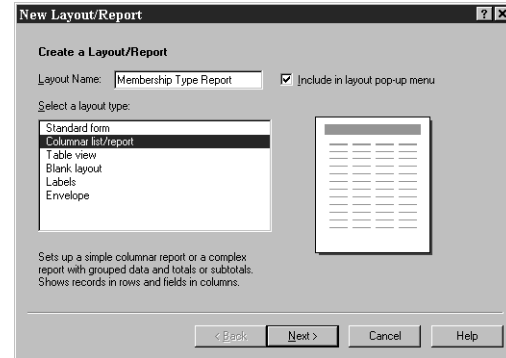 New Layout/Report
Create a Layout/Report
Layout Name: Membership Type Report
Include in layout pop-up menu
Select a layout type:
Standard form
Columnar list/report
Table view
Blank layout
Labels
Envelope
Sets up a simple columnar report or a complex
report with grouped data and totals or subtotals.
Shows records in rows and fields in columns.
< Back Next > Cancel Help